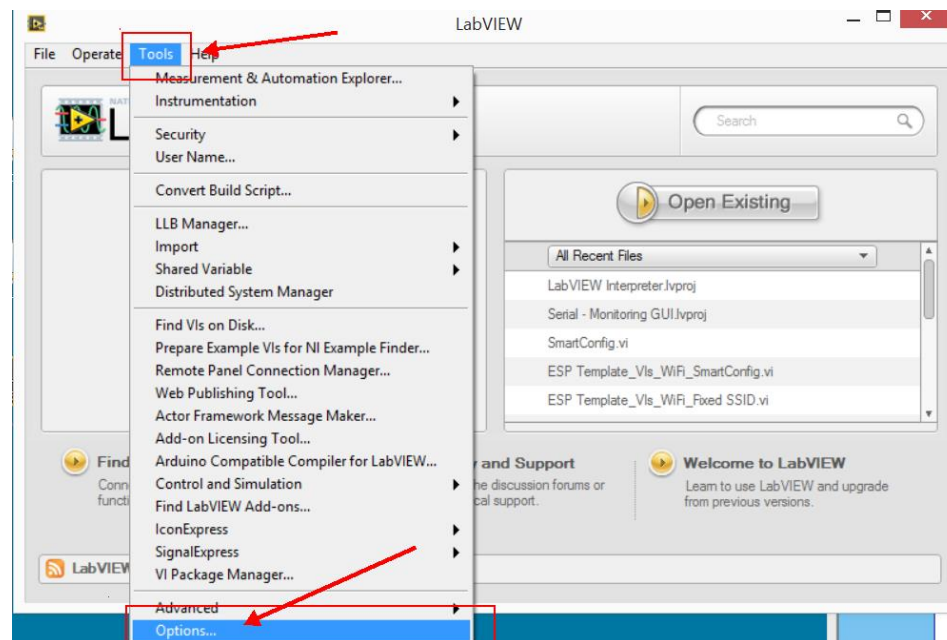 LabVIEW
File Operate Tools Help
Measurement & Automation Explorer...
Instrumentation
Security
User Name...
Convert Build Script...
LLB Manager...
Import
Shared Variable
Distributed System Manager
Find VIs on Disk...
Prepare Example VIs for NI Example Finder...
Remote Panel Connection Manager...
Web Publishing Tool...
Actor Framework Message Maker...
Add-on Licensing Tool...
Arduino Compatible Compiler for LabVIEW...
Control and Simulation
Find LabVIEW Add-ons...
IconExpress
SignalExpress
VI Package Manager...
Advanced
Options...
NAT
L
Search
Open Existing
All Recent Files
LabVIEW Interpreter.lvproj
Serial - Monitoring GUI.lvproj
SmartConfig.vi
ESP Template_VIs_WiFi_SmartConfig.vi
ESP Template_VIs_WiFi_Fixed SSID.vi
Find
Conn
functi
and Support
he discussion forums or
cal support.
Welcome to LabVIEW
Learn to use LabVIEW and upgrade
from previous versions.
LabVIEW